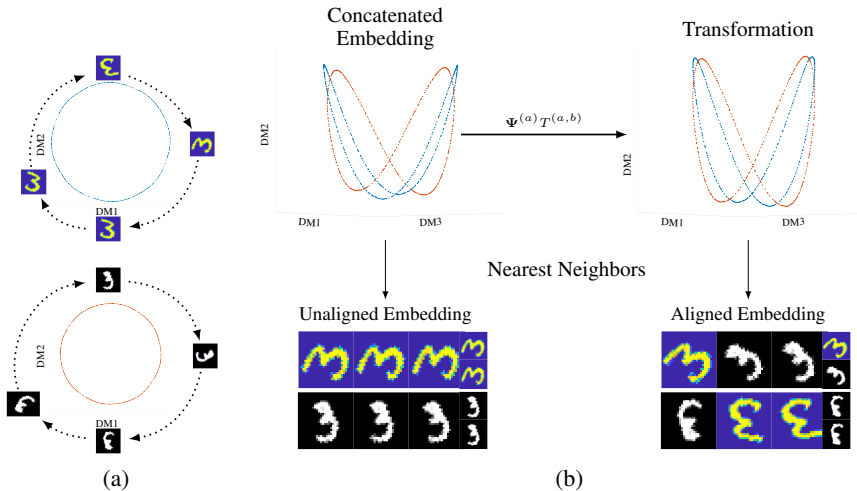 Concatenated
Embedding
Transformation
DM2
DM1
DM2
DM1
DM2
DM1
DM3
Ψ(a)T(a,b)
DM2
DM1
DM3
Nearest Neighbors
Unaligned Embedding
Aligned Embedding
(a)
(b)